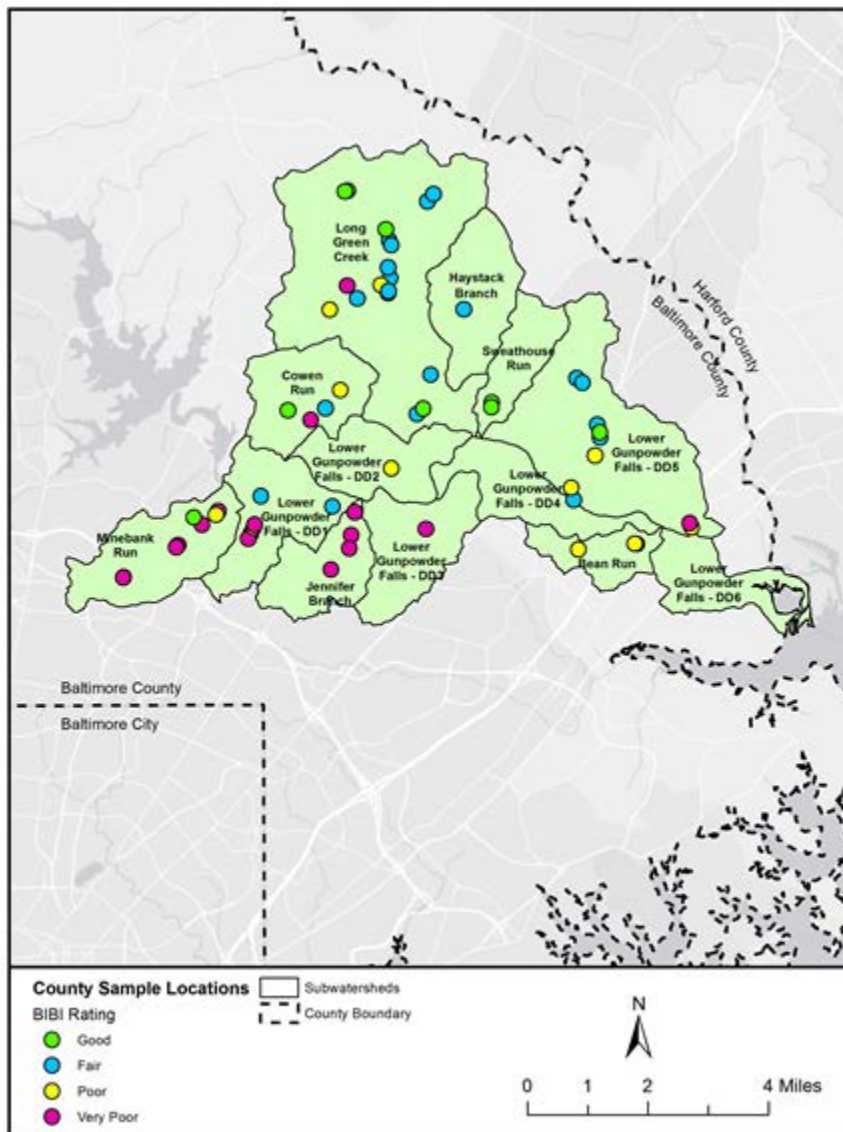 Long
Green
Creek
Haystack
Branch
Harford County
Baltimore County
Sweathouse
Run
Cowen
Run
Lower
Gunpowder
Falls - DD2
Lower
Gunpowder
Falls - DD5
Lower
Gunpowder
Falls - DD4
Lower
Gunpowder
Falls - DD1
Minebank
Run
Lower
Gunpowder
Falls - DD3
Jennifer
Branch
Bean Run
Lower
Gunpowder
Falls - DD6
Baltimore County
Baltimore City
County Sample Locations
BIBI Rating
Good
Fair
Poor
Very Poor
Subwatersheds
County Boundary
N
0 1 2 4 Miles